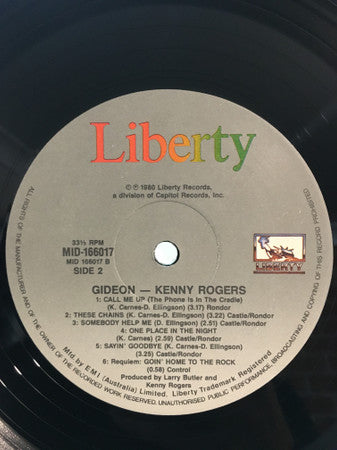 Liberty
© ℗ 1980 Liberty Records,
a division of Capitol Records, Inc.
33⅓ RPM
MID-166017
MID 166017 B
SIDE 2
LIBERTY
GIDEON — KENNY ROGERS
1: CALL ME UP (The Phone Is In The Cradle)
(K. Carnes-D. Ellingson) (3.17) Rondor
2: THESE CHAINS (K. Carnes-D. Ellingson) (3.22) Castle/Rondor
3: SOMEBODY HELP ME (D. Ellingson) (2.51) Castle/Rondor
4: ONE PLACE IN THE NIGHT
(K. Carnes) (2.59) Castle/Rondor
5: SAYIN' GOODBYE (K. Carnes-D. Ellingson)
(3.25) Castle/Rondor
6: Requiem: GOIN' HOME TO THE ROCK
(0.58) Control
Produced by Larry Butler and
Kenny Rogers
Mfd. by EMI (Australia) Limited. Liberty Trademark Registered
ALL RIGHTS OF THE MANUFACTURER AND OF THE OWNER OF THE RECORDED WORK RESERVED. UNAUTHORISED PUBLIC PERFORMANCE, BROADCASTING AND COPYING OF THIS RECORD PROHIBITED